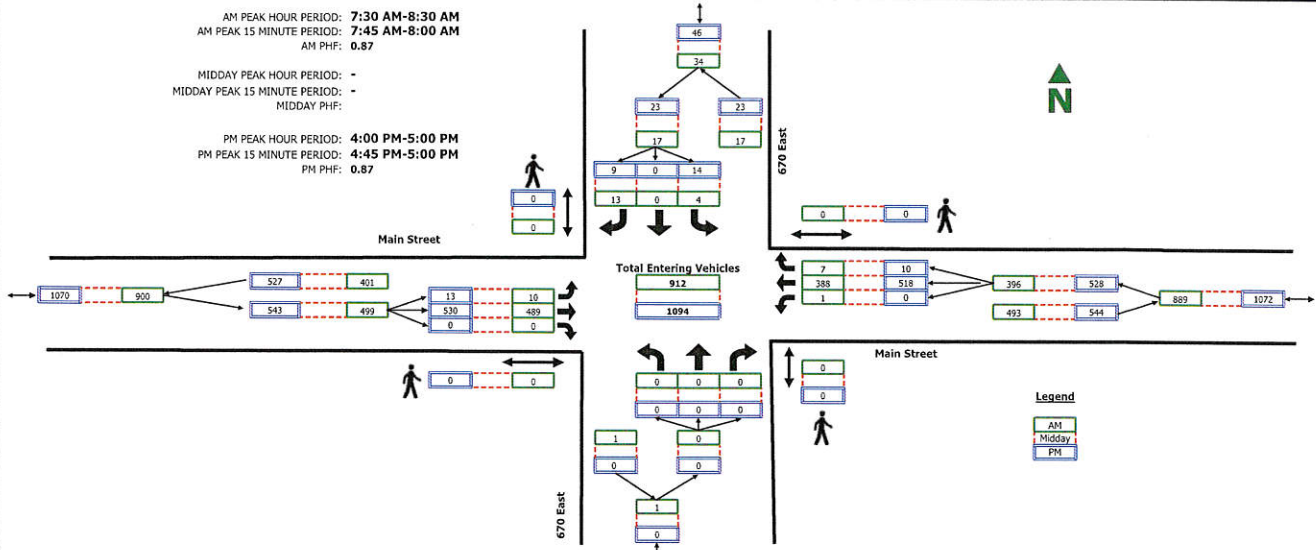 AM PEAK HOUR PERIOD: 7:30 AM-8:30 AM
AM PEAK 15 MINUTE PERIOD: 7:45 AM-8:00 AM
AM PHF: 0.87
MIDDAY PEAK HOUR PERIOD: -
MIDDAY PEAK 15 MINUTE PERIOD: -
MIDDAY PHF:
PM PEAK HOUR PERIOD: 4:00 PM-5:00 PM
PM PEAK 15 MINUTE PERIOD: 4:45 PM-5:00 PM
PM PHF: 0.87
46
34
23 23
17 17
9 0 14
13 0 4
670 East
N
0
0
0 0
Main Street
Total Entering Vehicles
912
1094
527 401
1070 900
543 499
13 10
530 489
0 0
7 10
388 518
1 0
396 528
493 544
889 1072
Main Street
0 0
0
0
0 0 0
0 0 0
1 0
0 0
1
0
670 East
Legend
AM
Midday
PM